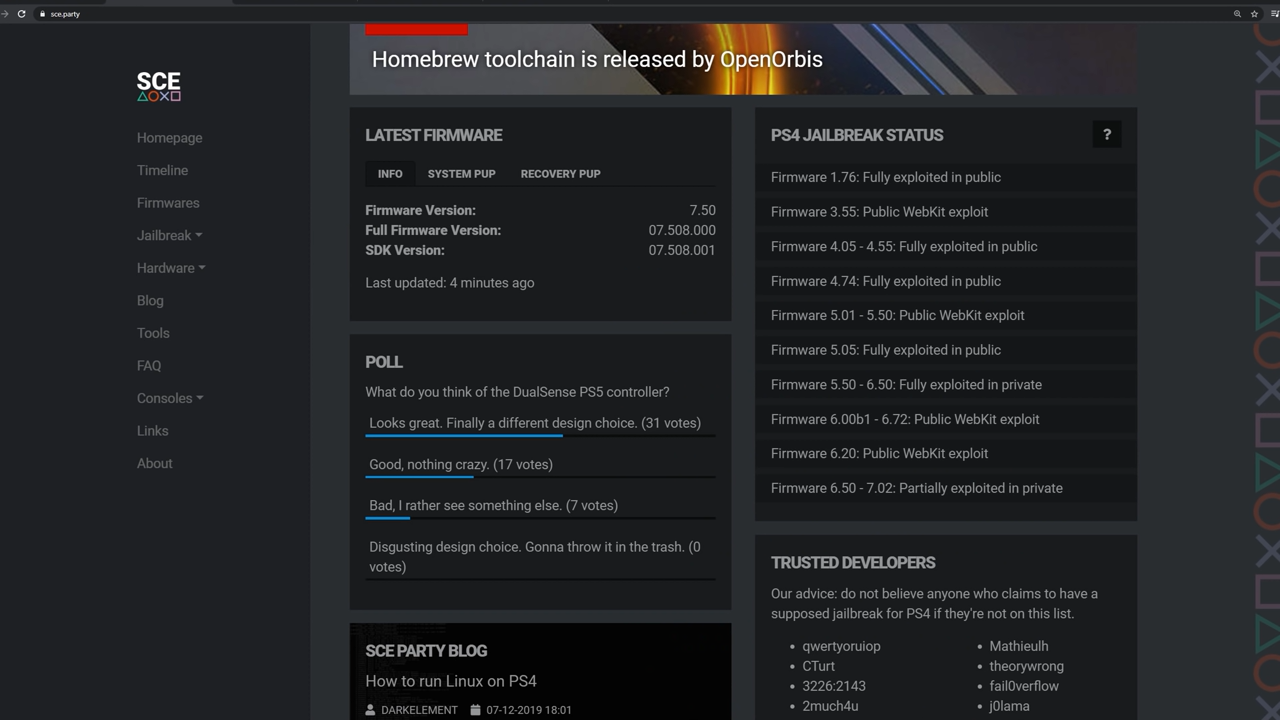 sce.party
SCE
Homepage
Timeline
Firmwares
Jailbreak
Hardware
Blog
Tools
FAQ
Consoles
Links
About
Homebrew toolchain is released by OpenOrbis
LATEST FIRMWARE
INFO
SYSTEM PUP
RECOVERY PUP
Firmware Version: 7.50
Full Firmware Version: 07.508.000
SDK Version: 07.508.001
Last updated: 4 minutes ago
POLL
What do you think of the DualSense PS5 controller?
Looks great. Finally a different design choice. (31 votes)
Good, nothing crazy. (17 votes)
Bad, I rather see something else. (7 votes)
Disgusting design choice. Gonna throw it in the trash. (0
votes)
SCE PARTY BLOG
How to run Linux on PS4
DARKELEMENT 07-12-2019 18:01
PS4 JAILBREAK STATUS
?
Firmware 1.76: Fully exploited in public
Firmware 3.55: Public WebKit exploit
Firmware 4.05 - 4.55: Fully exploited in public
Firmware 4.74: Fully exploited in public
Firmware 5.01 - 5.50: Public WebKit exploit
Firmware 5.05: Fully exploited in public
Firmware 5.50 - 6.50: Fully exploited in private
Firmware 6.00b1 - 6.72: Public WebKit exploit
Firmware 6.20: Public WebKit exploit
Firmware 6.50 - 7.02: Partially exploited in private
TRUSTED DEVELOPERS
Our advice: do not believe anyone who claims to have a
supposed jailbreak for PS4 if they're not on this list.
• qwertyoruiop
• CTurt
• 3226:2143
• 2much4u
• Mathieulh
• theorywrong
• fail0verflow
• j0lama